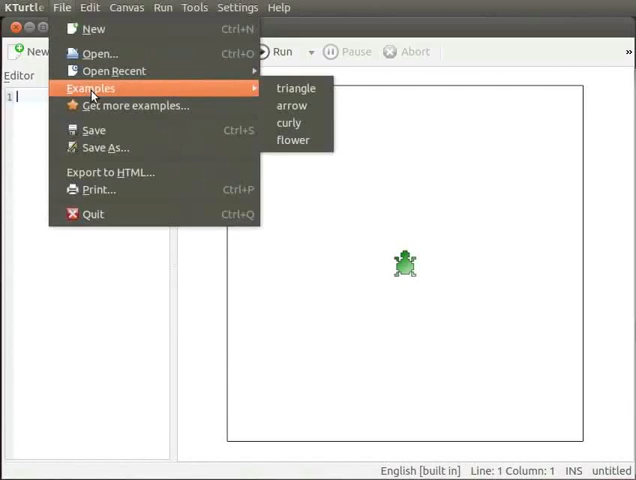 KTurtle File Edit Canvas Run Tools Settings Help
New Run Pause Abort »
Editor
1
New Ctrl+N
Open... Ctrl+O
Open Recent
Examples
Get more examples...
Save Ctrl+S
Save As...
Export to HTML...
Print... Ctrl+P
Quit Ctrl+Q
triangle
arrow
curly
flower
English [built in] Line: 1 Column: 1 INS untitled